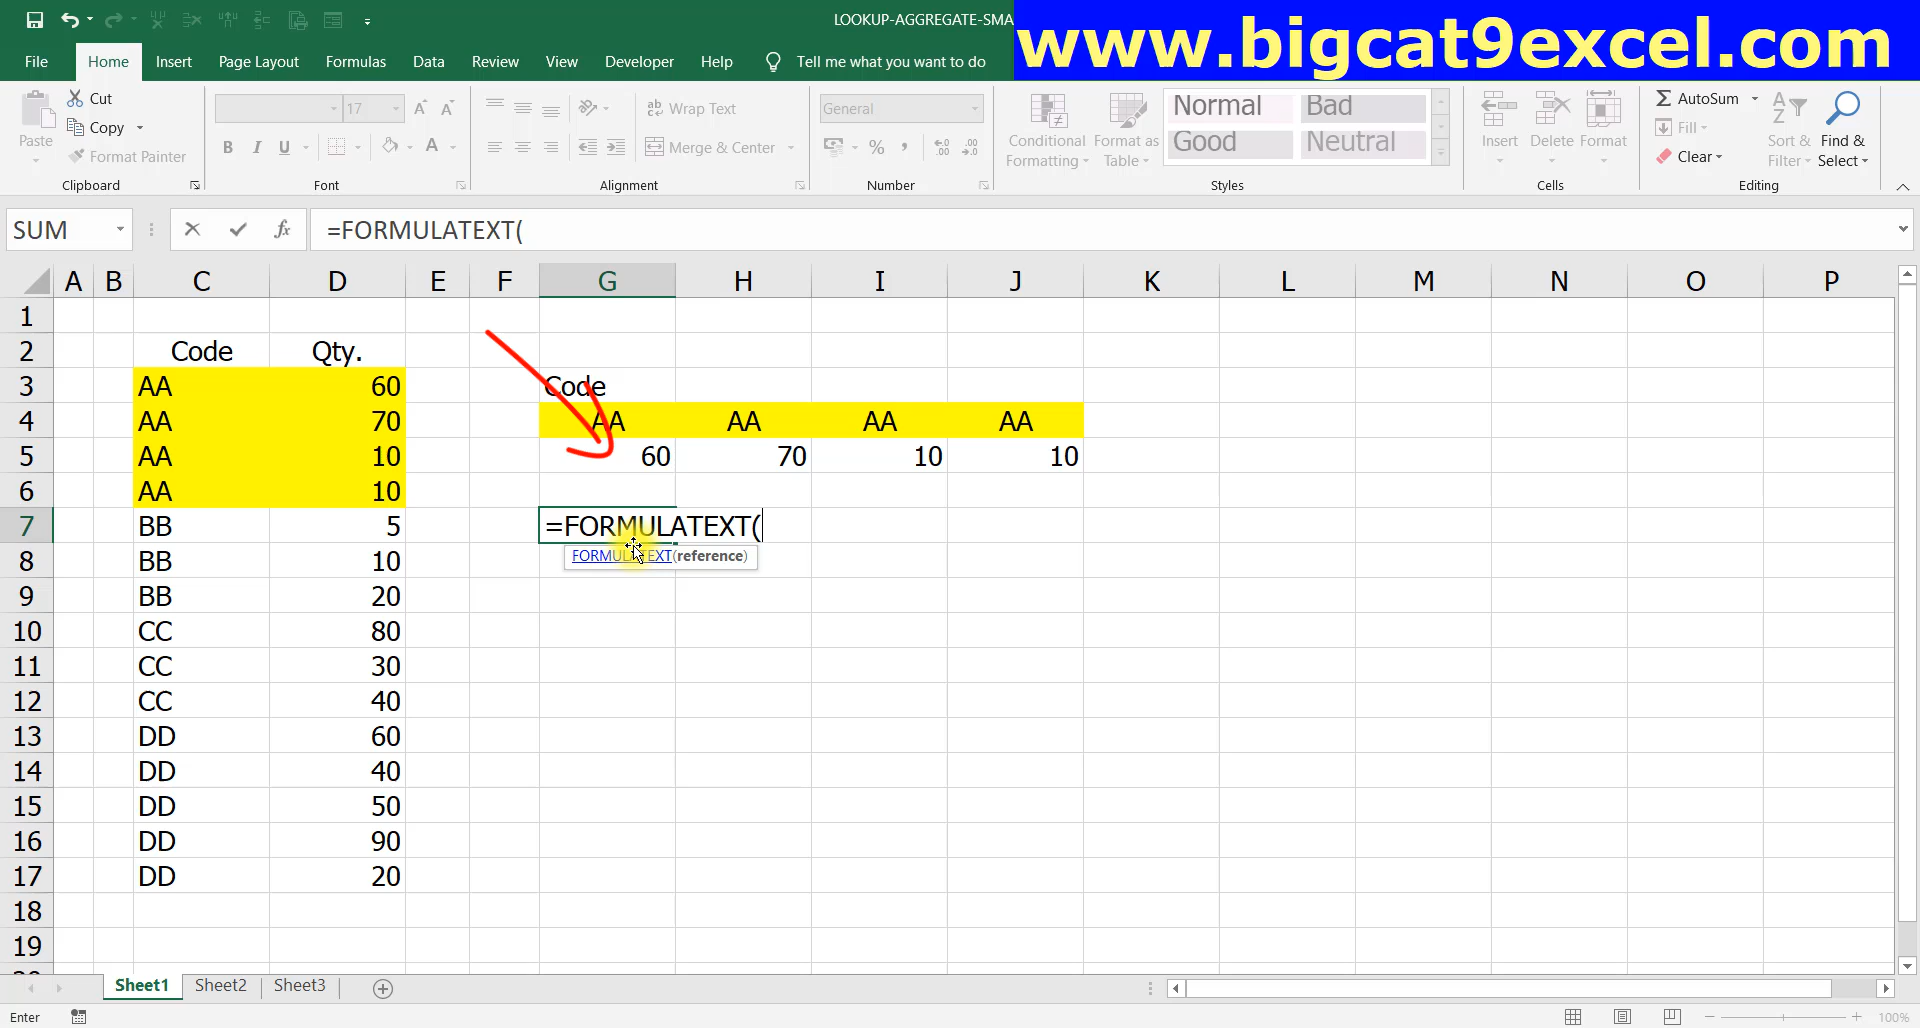 LOOKUP-AGGREGATE-SMA
www.bigcat9excel.com
File Home Insert Page Layout Formulas Data Review View Developer Help Tell me what you want to do
Cut
Copy
Format Painter
Paste
Clipboard
17
B I U A
Font
Wrap Text
Merge & Center
Alignment
General
% ,
Number
Conditional Formatting
Format as Table
Normal Bad
Good Neutral
Styles
Insert Delete Format
Cells
AutoSum
Fill
Clear
Sort & Filter
Find & Select
Editing
SUM fx =FORMULATEXT(
A B C D E F G H I J K L M N O P
1
2 Code Qty.
3 AA 60 Code
4 AA 70 AA AA AA AA
5 AA 10 60 70 10 10
6 AA 10
7 BB 5 =FORMULATEXT(
FORMULATEXT(reference)
8 BB 10
9 BB 20
10 CC 80
11 CC 30
12 CC 40
13 DD 60
14 DD 40
15 DD 50
16 DD 90
17 DD 20
18
19
20
Sheet1 Sheet2 Sheet3
Enter 100%